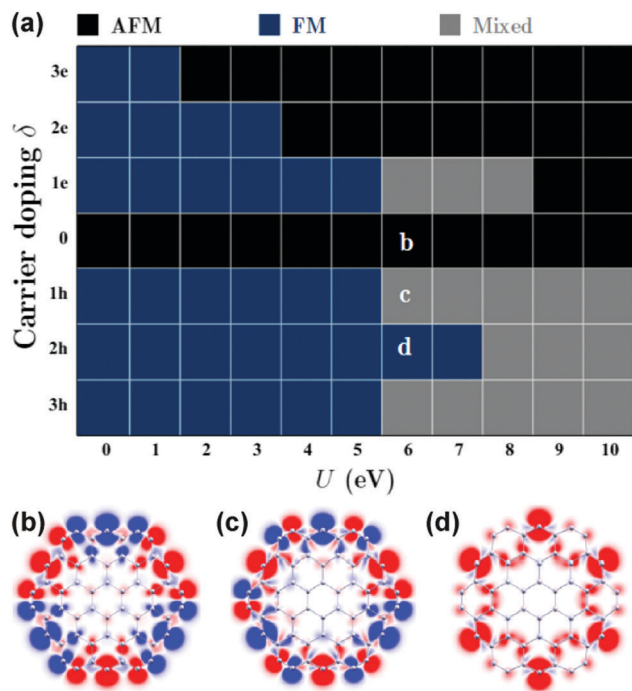 (a) AFM FM Mixed
Carrier doping δ
3e
2e
1e
0
1h
2h
3h
b
c
d
0 1 2 3 4 5 6 7 8 9 10
U (eV)
(b) (c) (d)